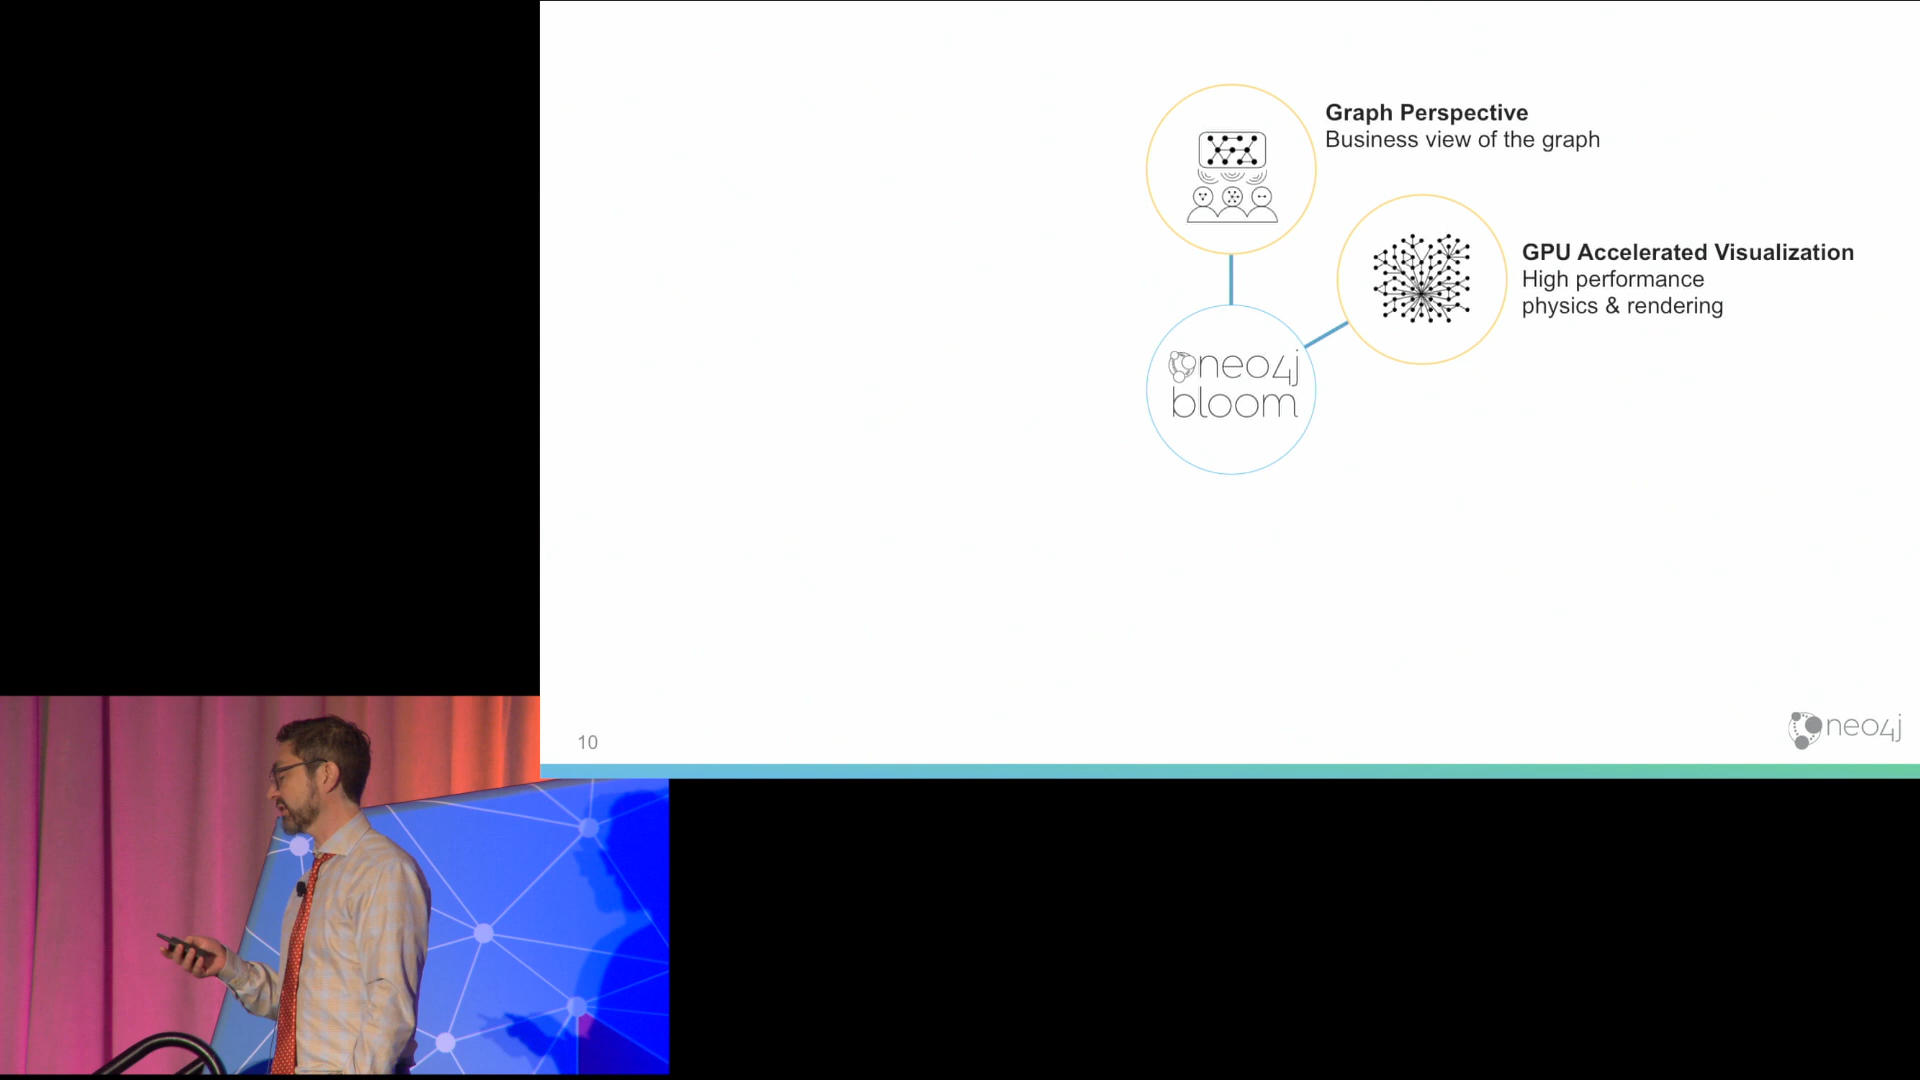 Graph Perspective
Business view of the graph
GPU Accelerated Visualization
High performance
physics & rendering
neo4j
bloom
10
neo4j